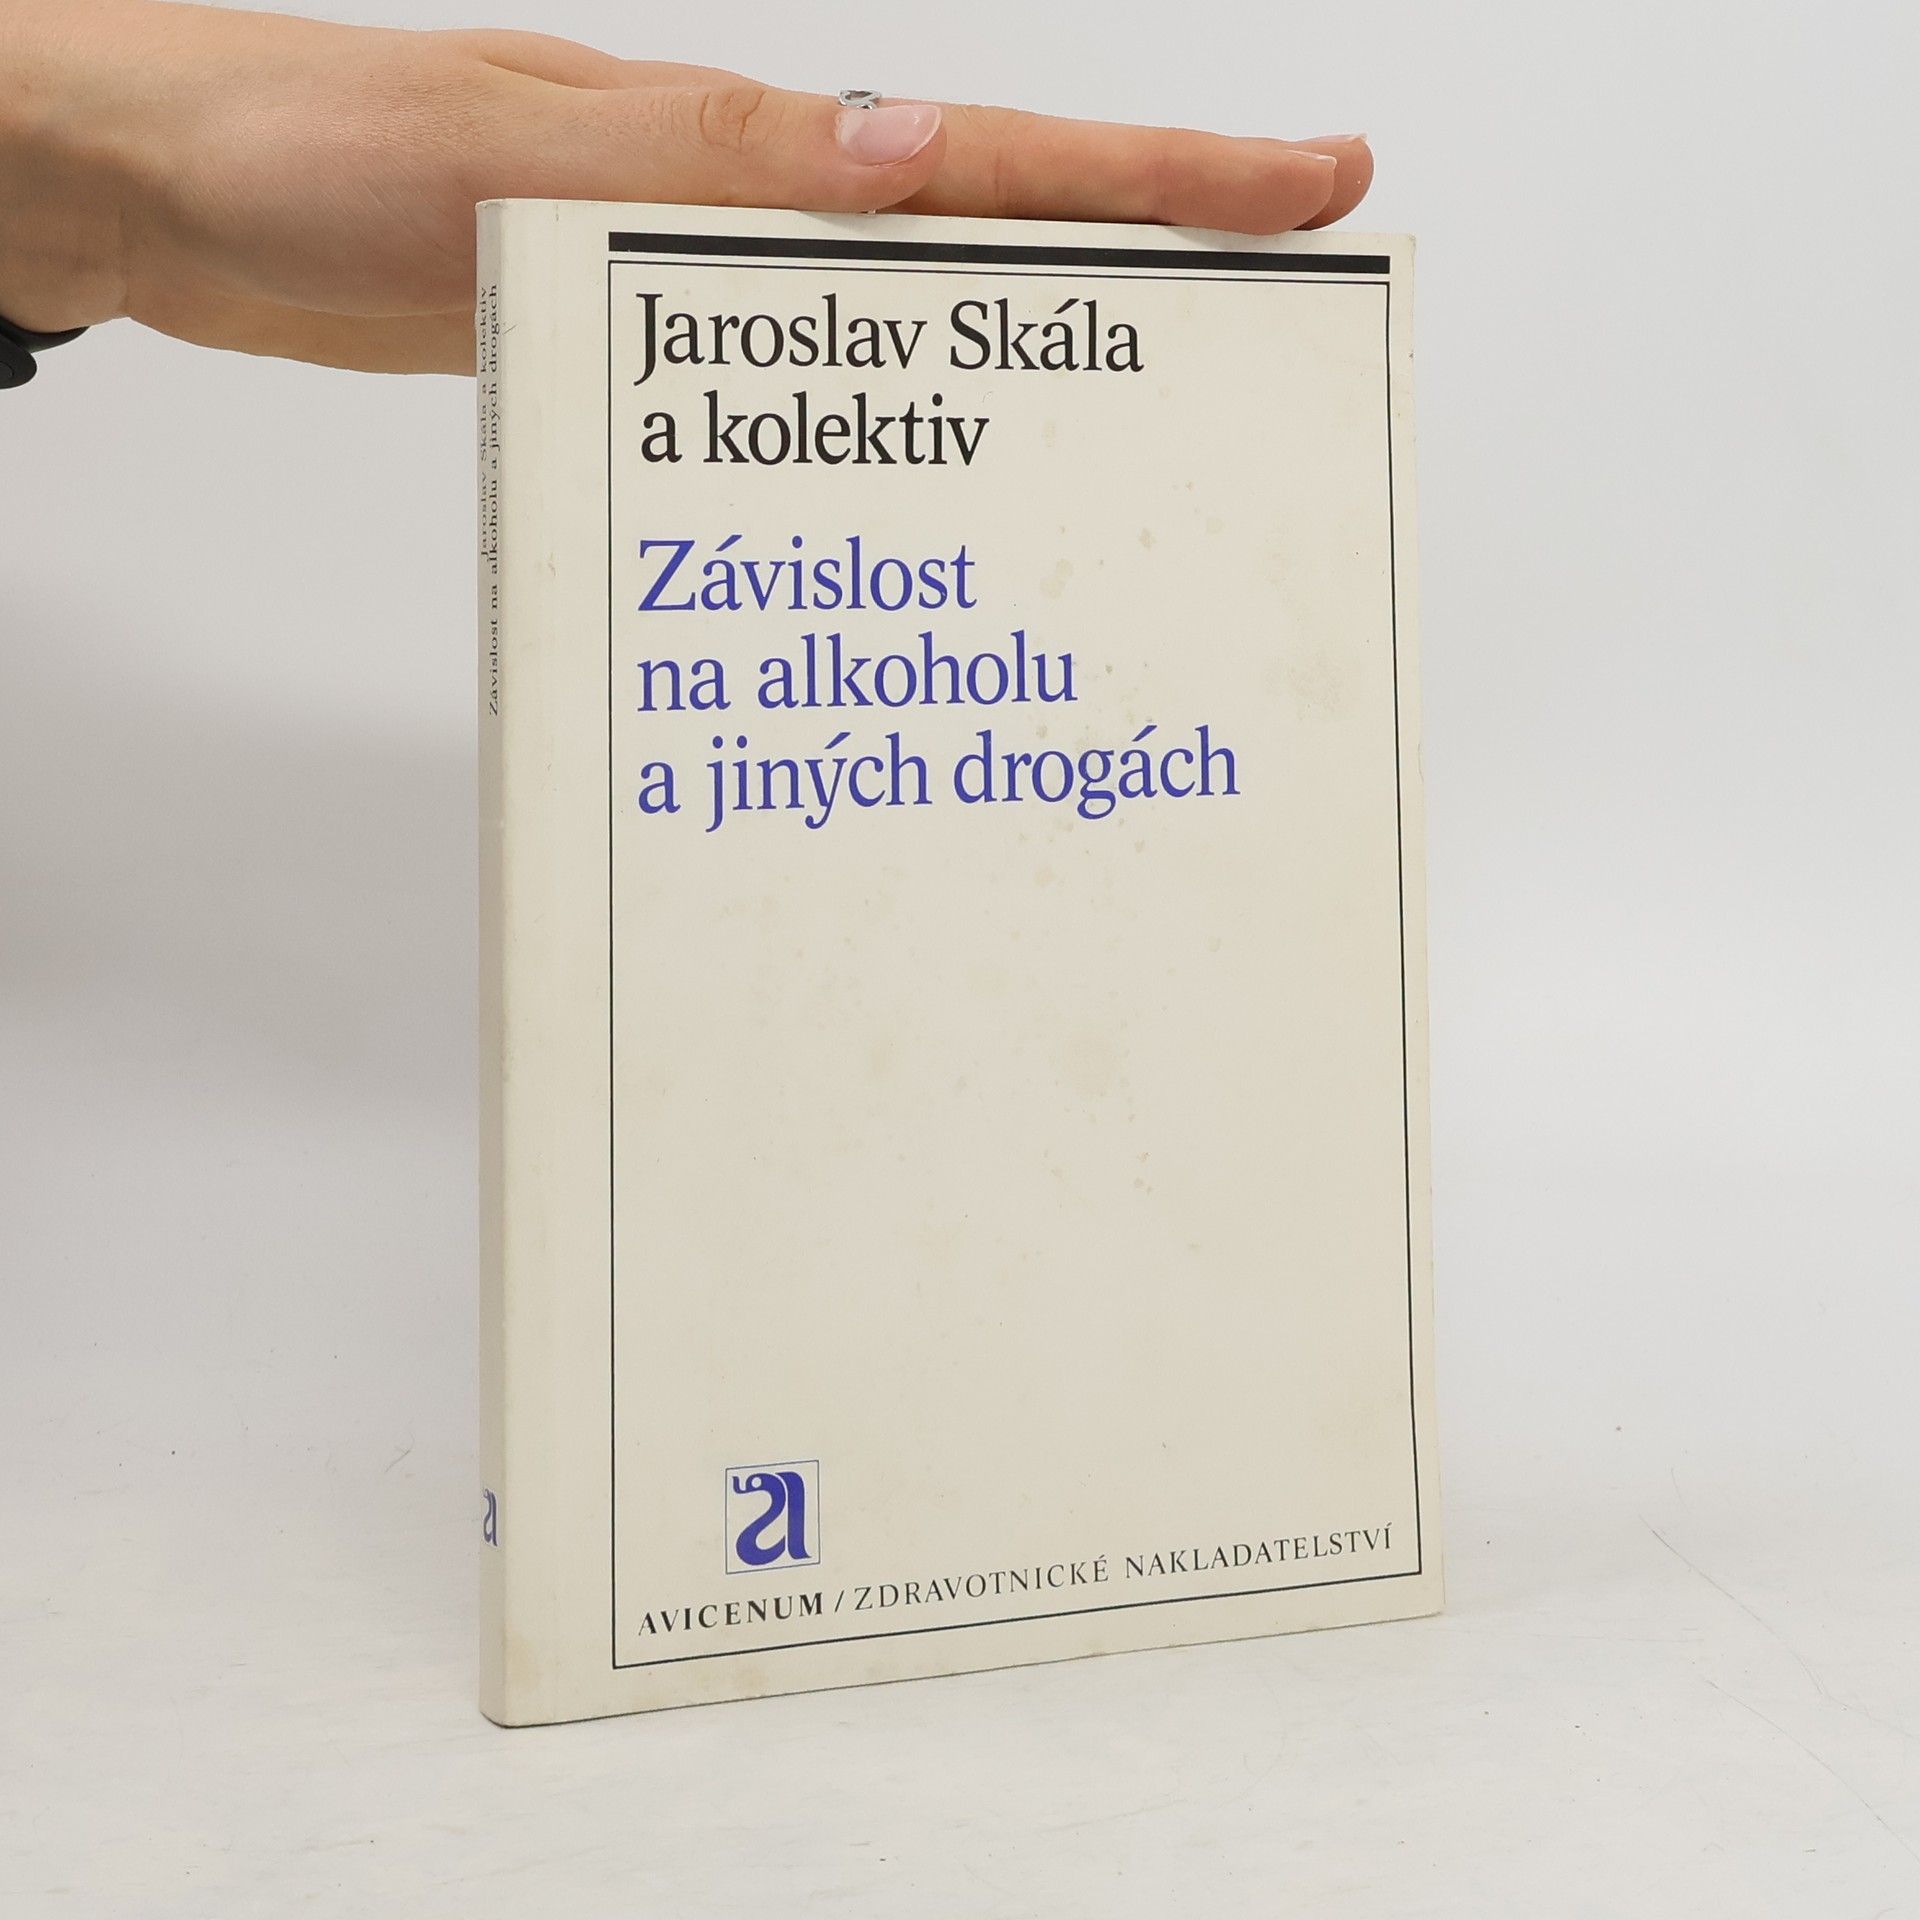 Jaroslav Skála
a kolektiv
Závislost
na alkoholu
a jiných drogách
a
AVICENUM / ZDRAVOTNICKÉ NAKLADATELSTVÍ
Jaroslav Skála a kolektiv
Závislost na alkoholu a jiných drogách
a